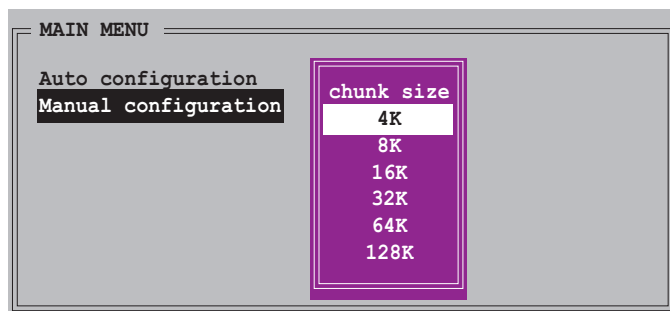 MAIN MENU
Auto configuration
Manual configuration
chunk size
4K
8K
16K
32K
64K
128K